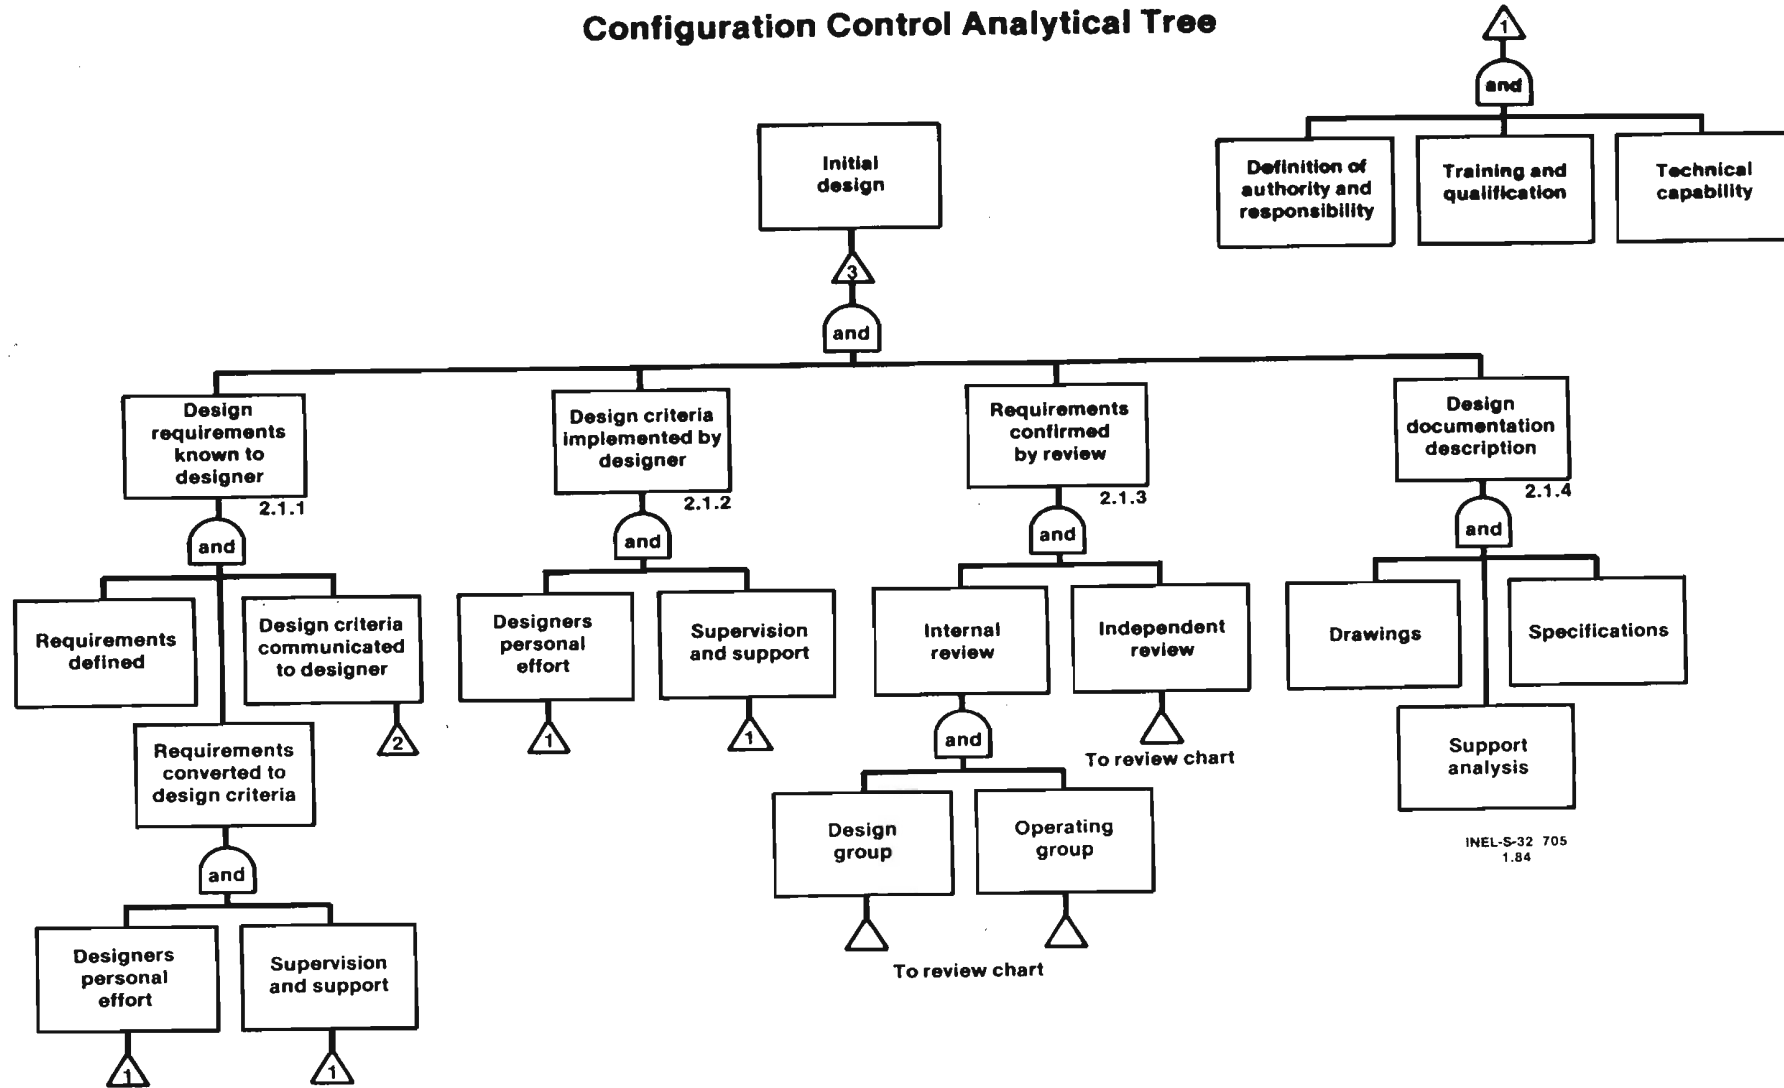 Configuration Control Analytical Tree
1
and
Definition of
authority and
responsibility
Training and
qualification
Technical
capability
Initial
design
3
and
Design
requirements
known to
designer
2.1.1
Design criteria
implemented by
designer
2.1.2
Requirements
confirmed
by review
2.1.3
Design
documentation
description
2.1.4
and
and
and
and
Requirements
defined
Design criteria
communicated
to designer
2
Designers
personal
effort
1
Supervision
and support
1
Internal
review
Independent
review
To review chart
Drawings
Specifications
Requirements
converted to
design criteria
and
Support
analysis
Design
group
Operating
group
To review chart
INEL-S-32 705
1.84
and
Designers
personal
effort
1
Supervision
and support
1